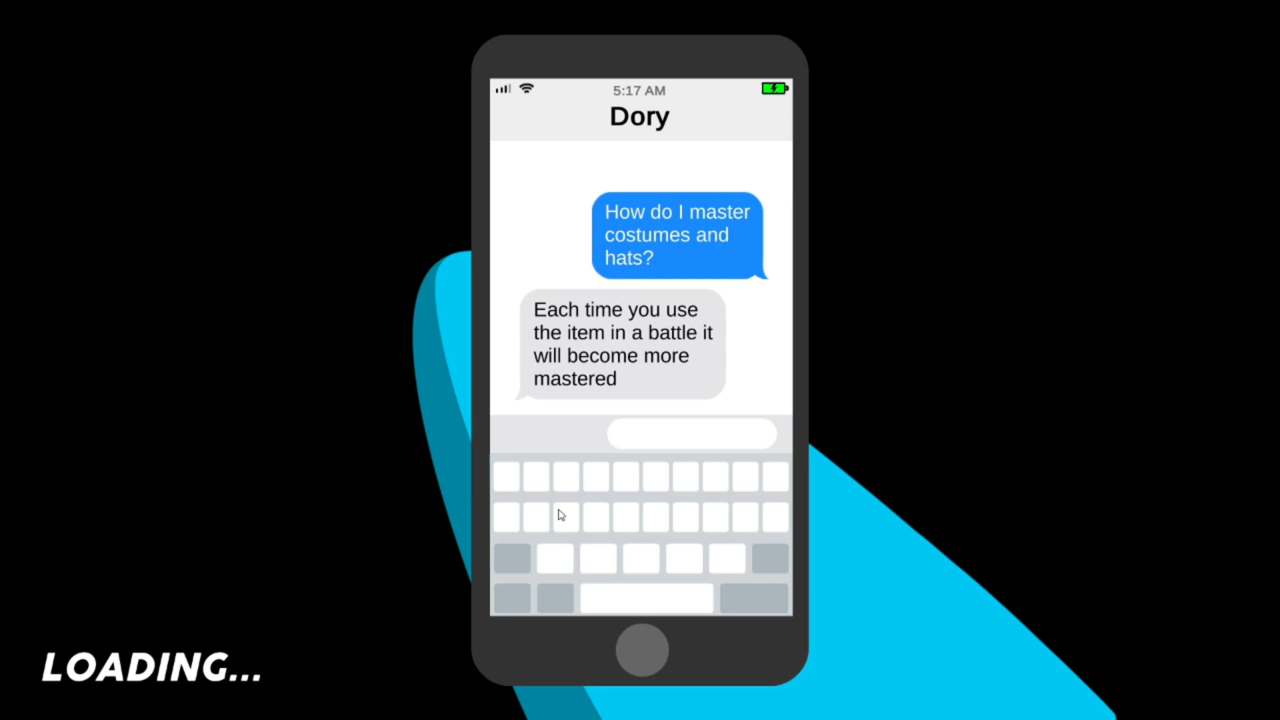 5:17 AM
Dory
How do I master
costumes and
hats?
Each time you use
the item in a battle it
will become more
mastered
LOADING...